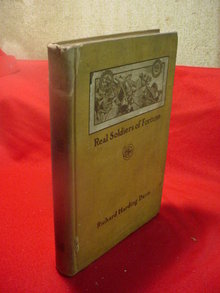 Real Soldiers of Fortune
Richard Harding Davis